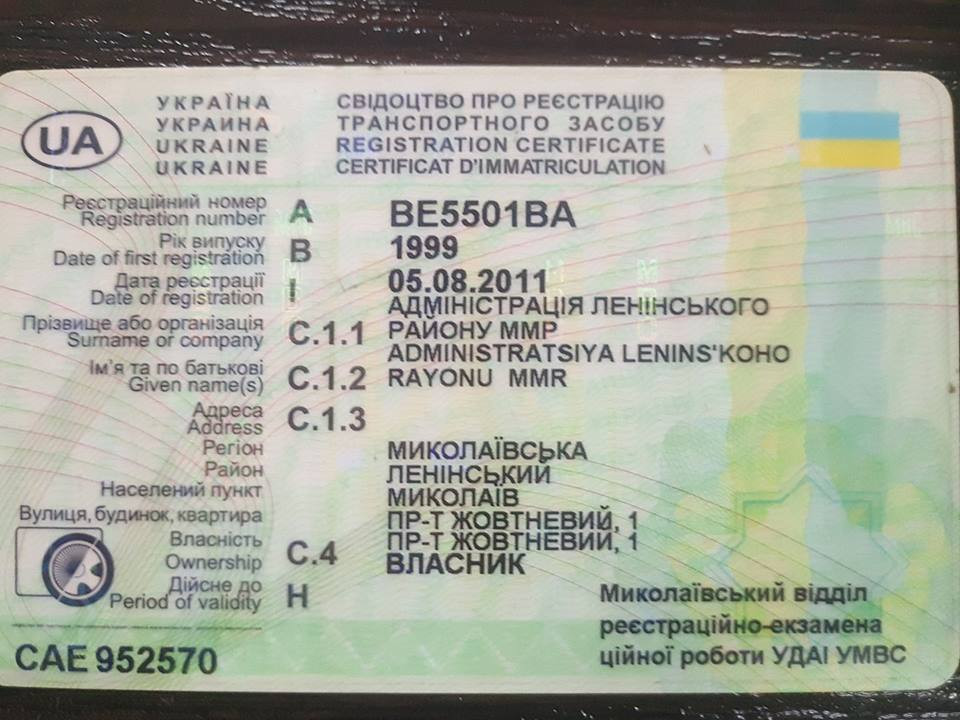 UA
УКРАЇНА
УКРАИНА
UKRAINE
UKRAINE
СВІДОЦТВО ПРО РЕЄСТРАЦІЮ
ТРАНСПОРТНОГО ЗАСОБУ
REGISTRATION CERTIFICATE
CERTIFICAT D'IMMATRICULATION
Реєстраційний номер
Registration number
A
BE5501BA
Рік випуску
Date of first registration
B
1999
Дата реєстрації
Date of registration
I
05.08.2011
Прізвище або організація
Surname or company
C.1.1
АДМІНІСТРАЦІЯ ЛЕНІНСЬКОГО
РАЙОНУ ММР
ADMINISTRATSIYA LENINS'KOHO
Ім'я та по батькові
Given name(s)
C.1.2
RAYONU MMR
Адреса
Address
C.1.3
Регіон
МИКОЛАЇВСЬКА
Район
ЛЕНІНСЬКИЙ
Населений пункт
МИКОЛАЇВ
Вулиця, будинок, квартира
ПР-Т ЖОВТНЕВИЙ, 1
ПР-Т ЖОВТНЕВИЙ, 1
Власність
Ownership
C.4
ВЛАСНИК
Дійсне до
Period of validity
H
Миколаївський відділ
реєстраційно-екзамена
ційної роботи УДАІ УМВС
CAE 952570